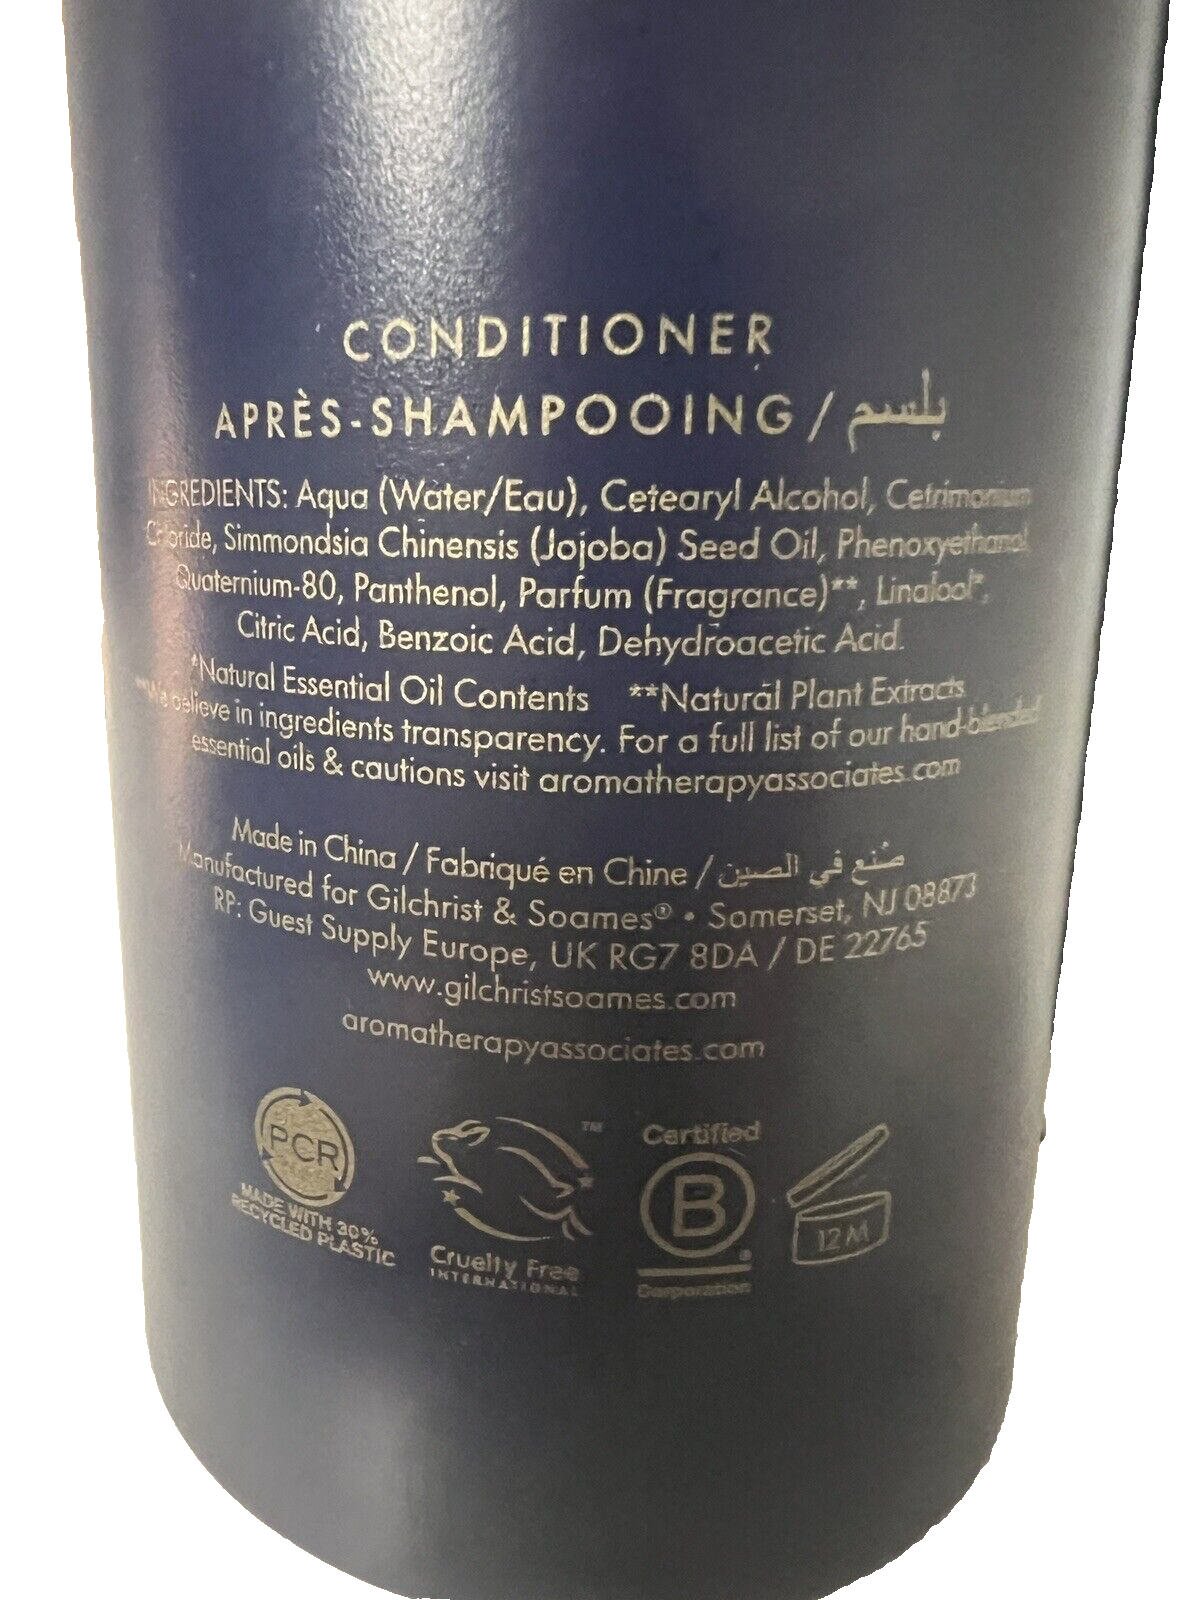 CONDITIONER
APRÈS-SHAMPOOING / بلسم
INGREDIENTS: Aqua (Water/Eau), Cetearyl Alcohol, Cetrimonium
Chloride, Simmondsia Chinensis (Jojoba) Seed Oil, Phenoxyethanol,
Quaternium-80, Panthenol, Parfum (Fragrance)**, Linalool*,
Citric Acid, Benzoic Acid, Dehydroacetic Acid.
*Natural Essential Oil Contents **Natural Plant Extracts
**We believe in ingredients transparency. For a full list of our hand-blended
essential oils & cautions visit aromatherapyassociates.com
Made in China / Fabriqué en Chine / صُنع في الصين
Manufactured for Gilchrist & Soames® • Somerset, NJ 08873
RP: Guest Supply Europe, UK RG7 8DA / DE 22765
www.gilchristsoames.com
aromatherapyassociates.com
PCR
MADE WITH 30%
RECYCLED PLASTIC
TM
Cruelty Free
INTERNATIONAL
Certified
B
®
Corporation
12M